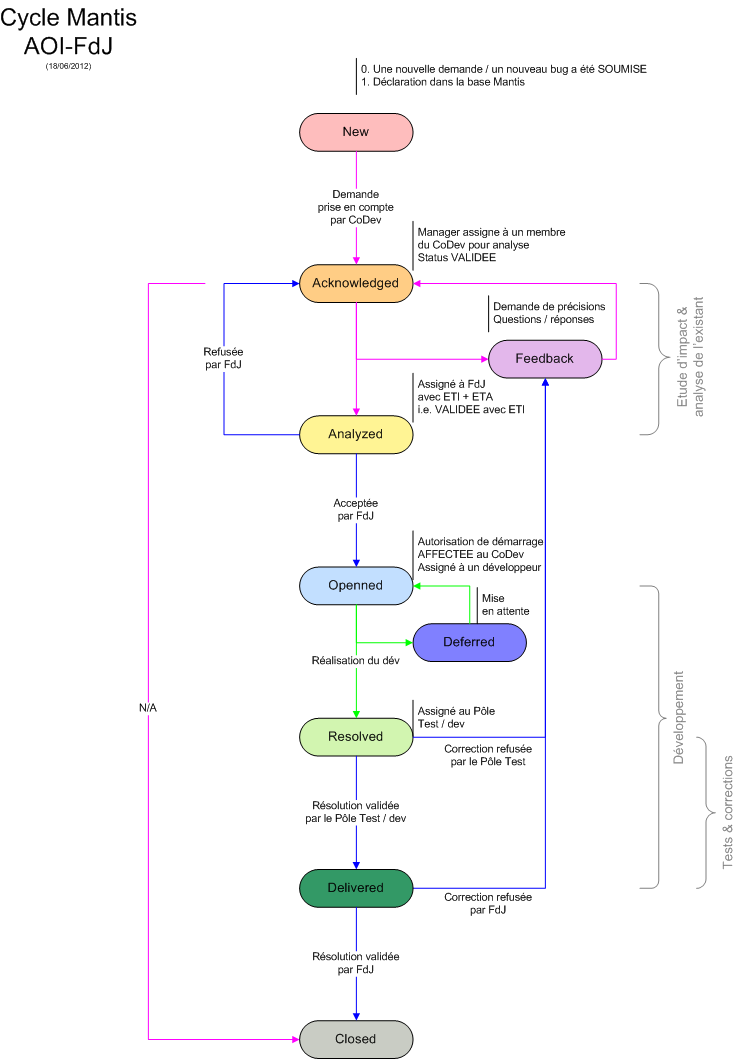 Cycle Mantis
AOI-FdJ
(18/06/2012)
0. Une nouvelle demande / un nouveau bug a été SOUMISE
1. Déclaration dans la base Mantis
New
Demande
prise en compte
par CoDev
Manager assigne à un membre
du CoDev pour analyse
Status VALIDEE
Acknowledged
Demande de précisions
Questions / réponses
Refusée
par FdJ
Feedback
Etude d'impact &
analyse de l'existant
Assigné à FdJ
avec ETI + ETA
i.e. VALIDEE avec ETI
Analyzed
Acceptée
par FdJ
Autorisation de démarrage
AFFECTEE au CoDev
Assigné à un développeur
Openned
Mise
en attente
Deferred
Réalisation du dév
N/A
Assigné au Pôle
Test / dev
Resolved
Correction refusée
par le Pôle Test
Développement
Résolution validée
par le Pôle Test / dev
Tests & corrections
Delivered
Correction refusée
par FdJ
Résolution validée
par FdJ
Closed